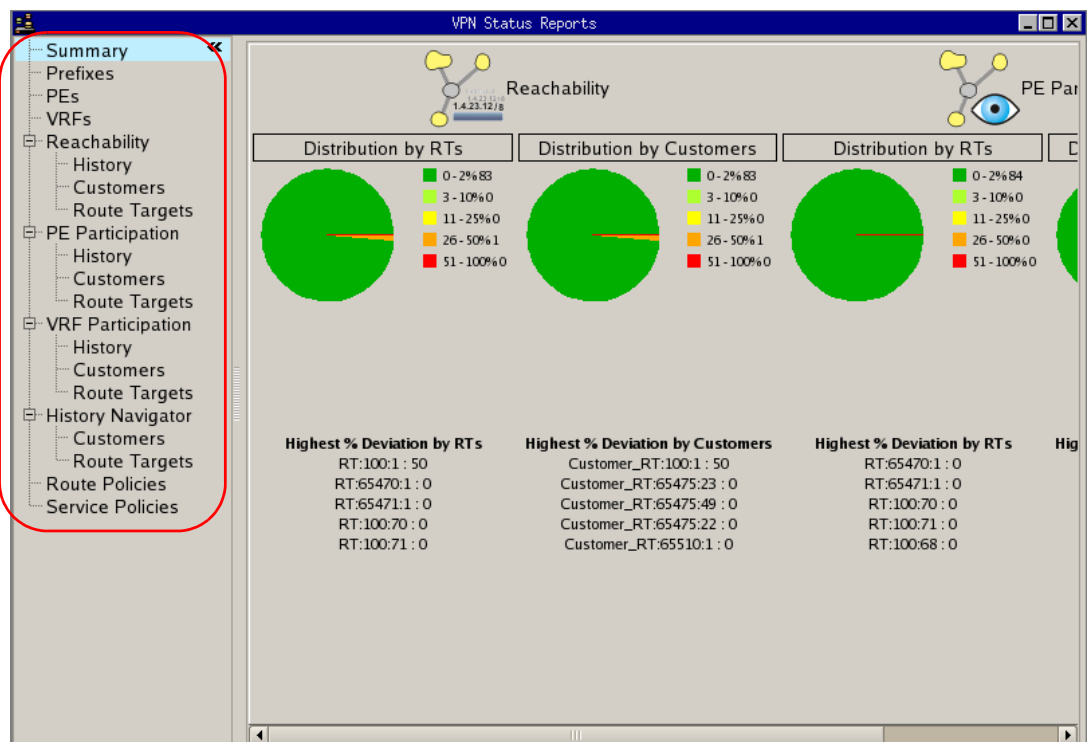 VPN Status Reports
Summary
Prefixes
PEs
VRFs
Reachability
History
Customers
Route Targets
PE Participation
History
Customers
Route Targets
VRF Participation
History
Customers
Route Targets
History Navigator
Customers
Route Targets
Route Policies
Service Policies
1.4.23.12/8
Reachability
PE Par
Distribution by RTs
0-2% 83
3-10% 0
11-25% 0
26-50% 1
51-100% 0
Distribution by Customers
0-2% 83
3-10% 0
11-25% 0
26-50% 1
51-100% 0
Distribution by RTs
0-2% 84
3-10% 0
11-25% 0
26-50% 0
51-100% 0
D
Highest % Deviation by RTs
RT:100:1 : 50
RT:65470:1 : 0
RT:65471:1 : 0
RT:100:70 : 0
RT:100:71 : 0
Highest % Deviation by Customers
Customer_RT:100:1 : 50
Customer_RT:65475:23 : 0
Customer_RT:65475:49 : 0
Customer_RT:65475:22 : 0
Customer_RT:65510:1 : 0
Highest % Deviation by RTs
RT:65470:1 : 0
RT:65471:1 : 0
RT:100:70 : 0
RT:100:71 : 0
RT:100:68 : 0
Hig